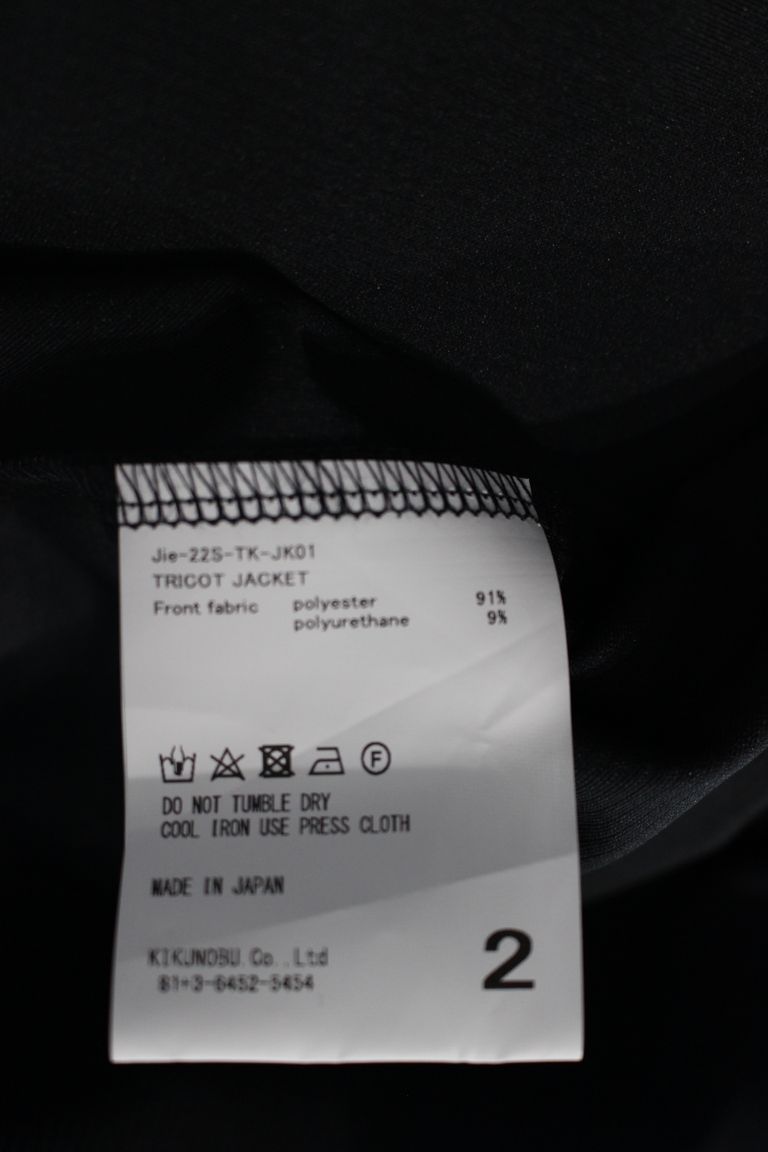 Jie-22S-TK-JK01
TRICOT JACKET
Front fabric polyester 91%
polyurethane 9%
F
DO NOT TUMBLE DRY
COOL IRON USE PRESS CLOTH
MADE IN JAPAN
KIKUNOBU.Co.,Ltd
81+3-6452-5454
2